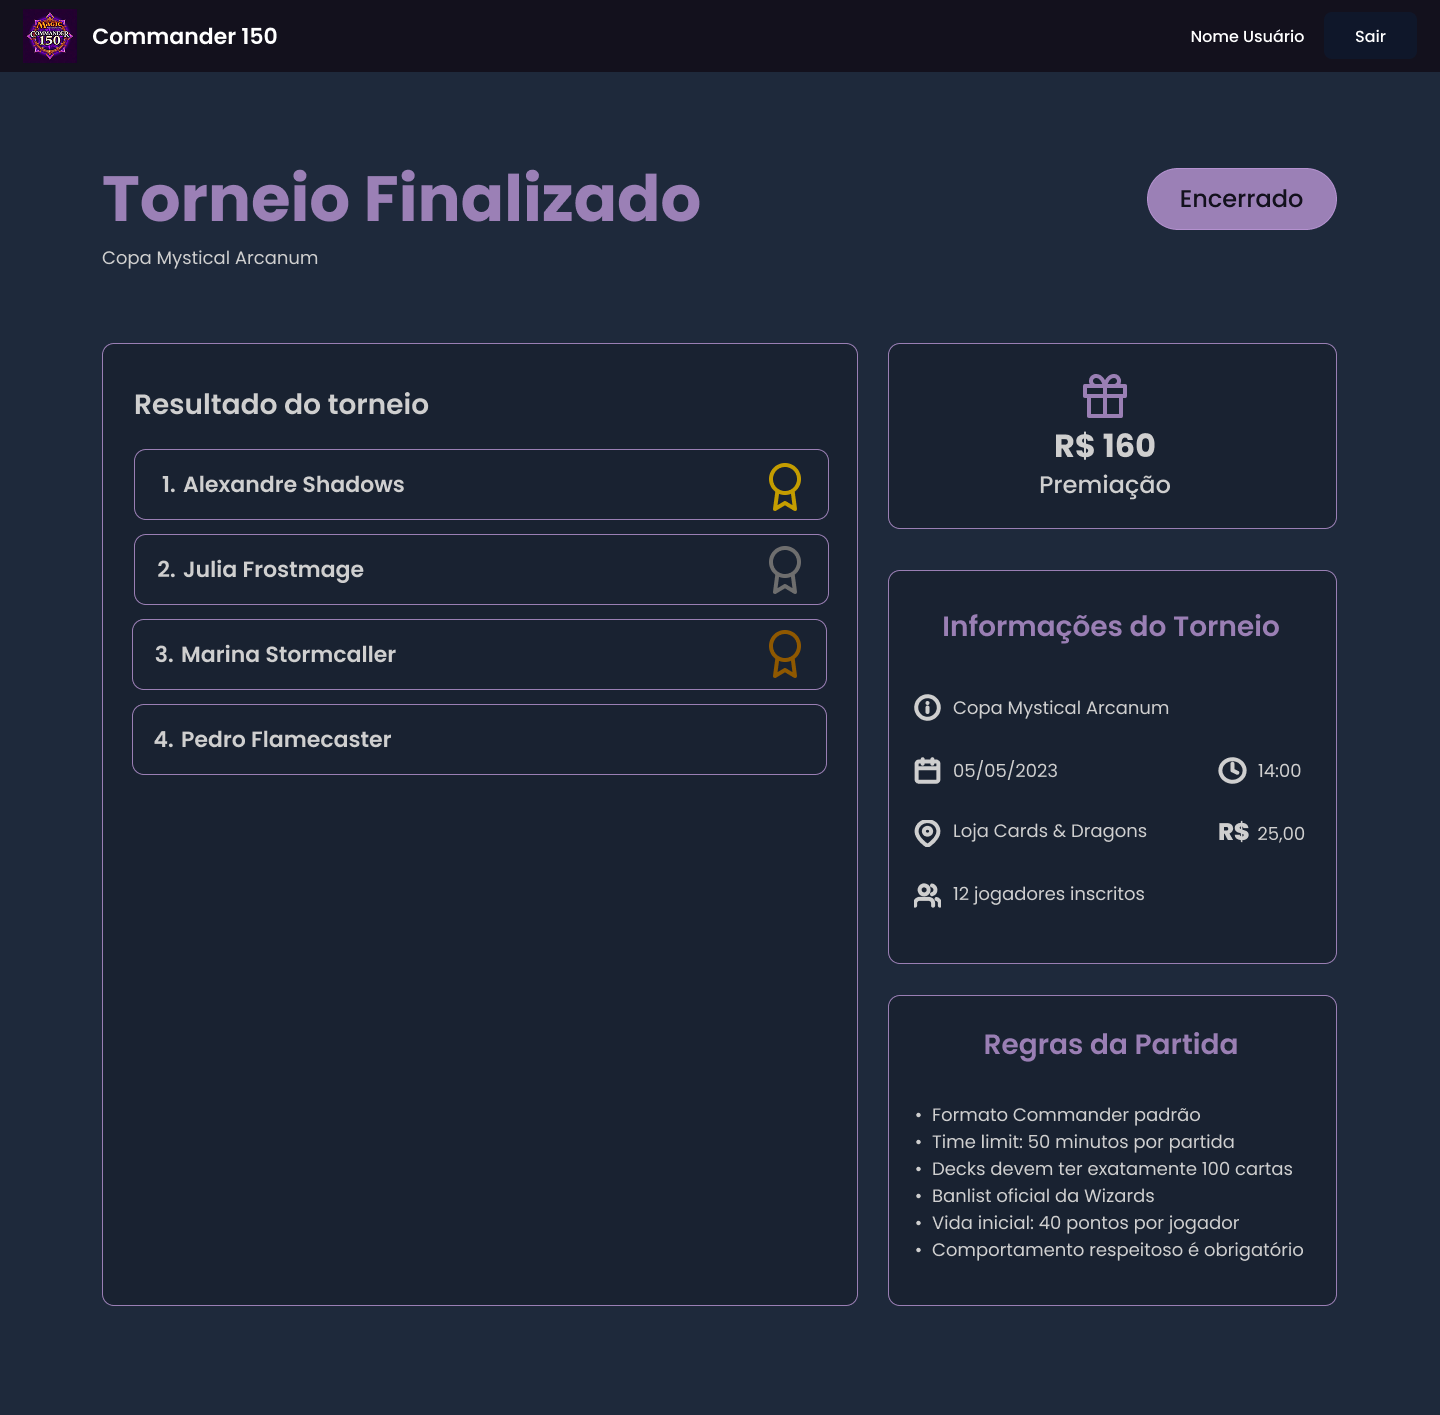 MAGIC
COMMANDER
150
Commander 150
Nome Usuário
Sair
Torneio Finalizado
Encerrado
Copa Mystical Arcanum
Resultado do torneio
1. Alexandre Shadows
2. Julia Frostmage
3. Marina Stormcaller
4. Pedro Flamecaster
R$ 160
Premiação
Informações do Torneio
Copa Mystical Arcanum
05/05/2023
14:00
Loja Cards & Dragons
R$ 25,00
12 jogadores inscritos
Regras da Partida
• Formato Commander padrão
• Time limit: 50 minutos por partida
• Decks devem ter exatamente 100 cartas
• Banlist oficial da Wizards
• Vida inicial: 40 pontos por jogador
• Comportamento respeitoso é obrigatório